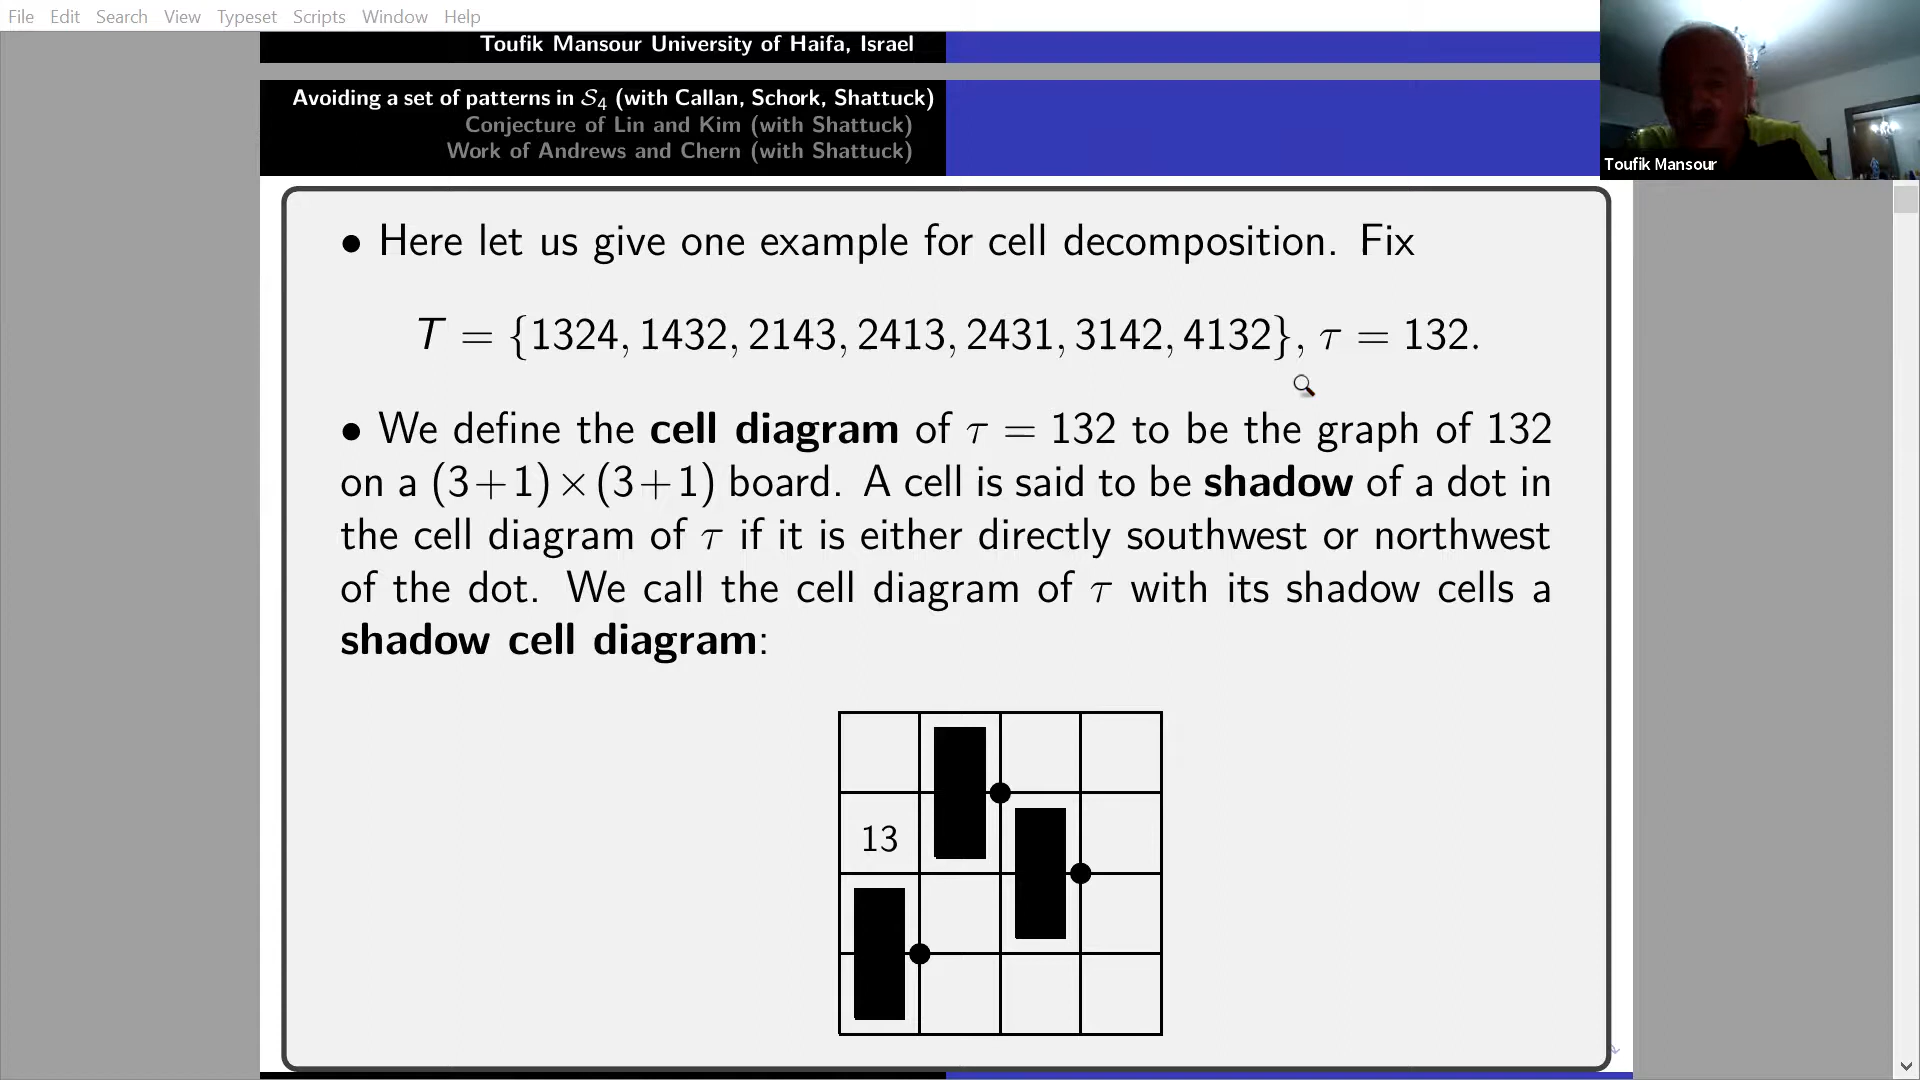 File Edit Search View Typeset Scripts Window Help
Toufik Mansour University of Haifa, Israel
Avoiding a set of patterns in 𝒮₄ (with Callan, Schork, Shattuck)
Conjecture of Lin and Kim (with Shattuck)
Work of Andrews and Chern (with Shattuck)
Toufik Mansour
• Here let us give one example for cell decomposition. Fix
T = {1324, 1432, 2143, 2413, 2431, 3142, 4132}, τ = 132.
• We define the cell diagram of τ = 132 to be the graph of 132
on a (3+1)×(3+1) board. A cell is said to be shadow of a dot in
the cell diagram of τ if it is either directly southwest or northwest
of the dot. We call the cell diagram of τ with its shadow cells a
shadow cell diagram:
13